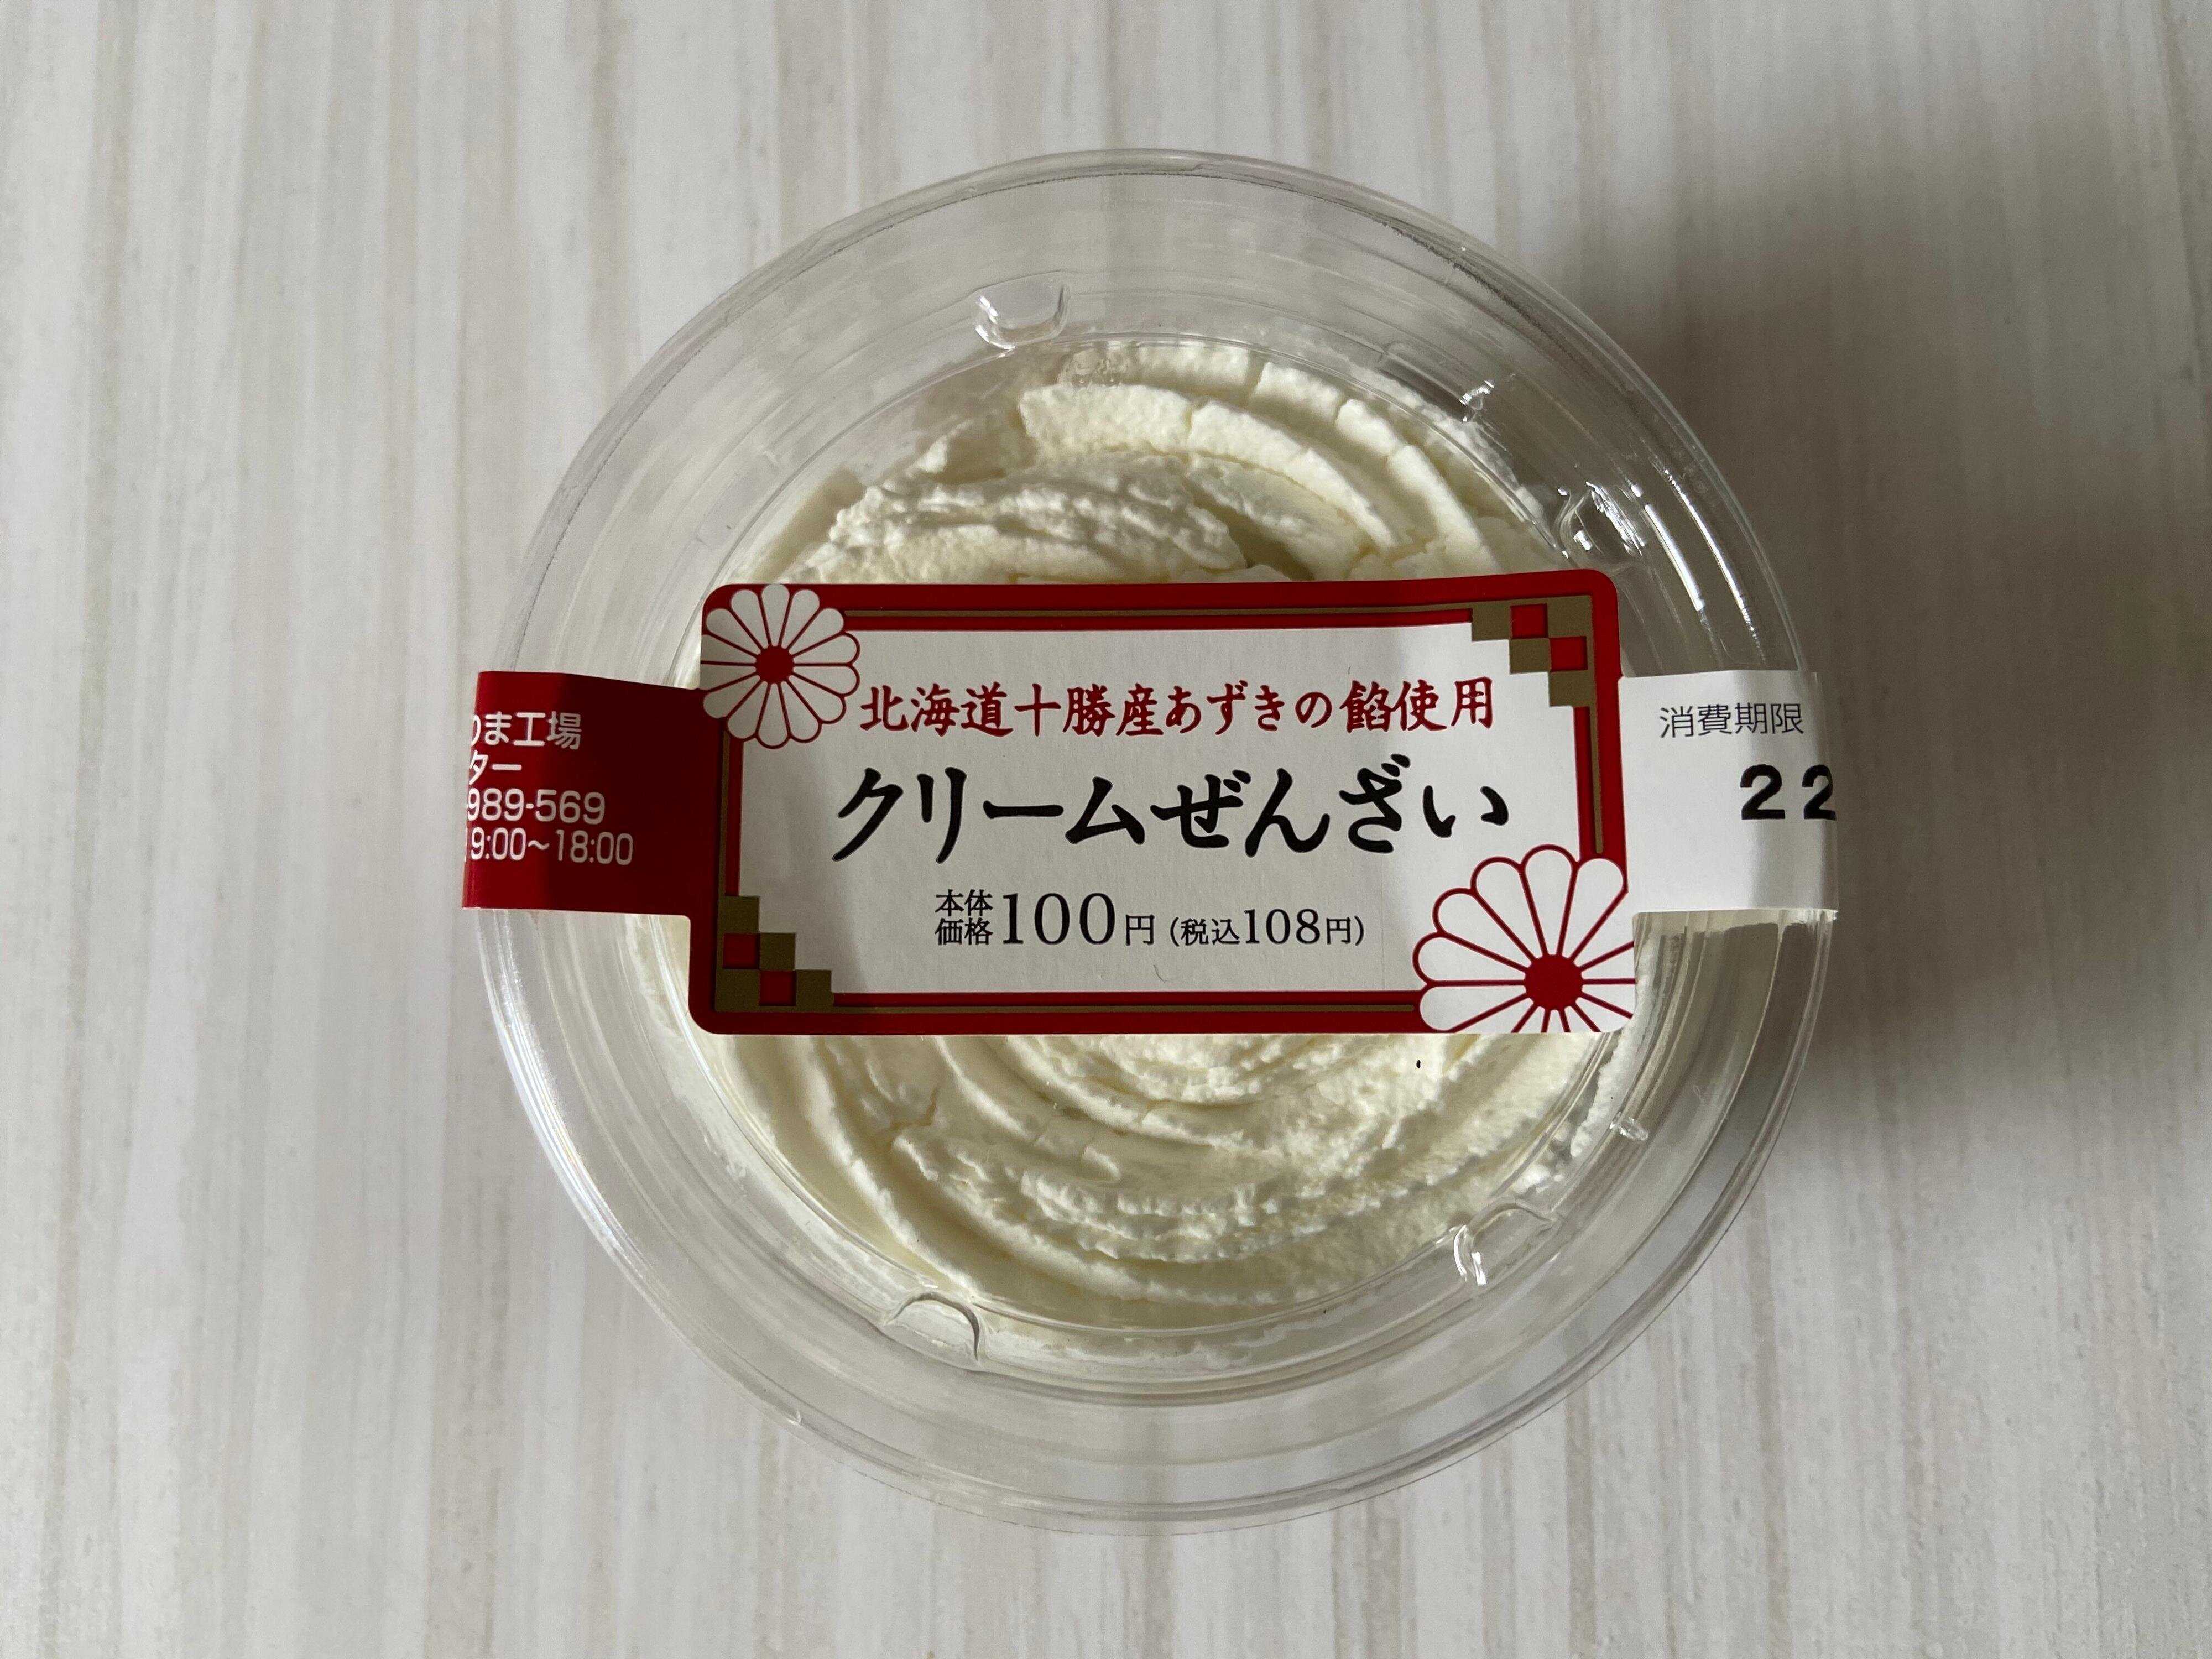 北海道十勝産あずきの餡使用
クリームぜんざい
本体価格100円(税込108円)
ま工場
ター
989-569
9:00~18:00
消費期限
22